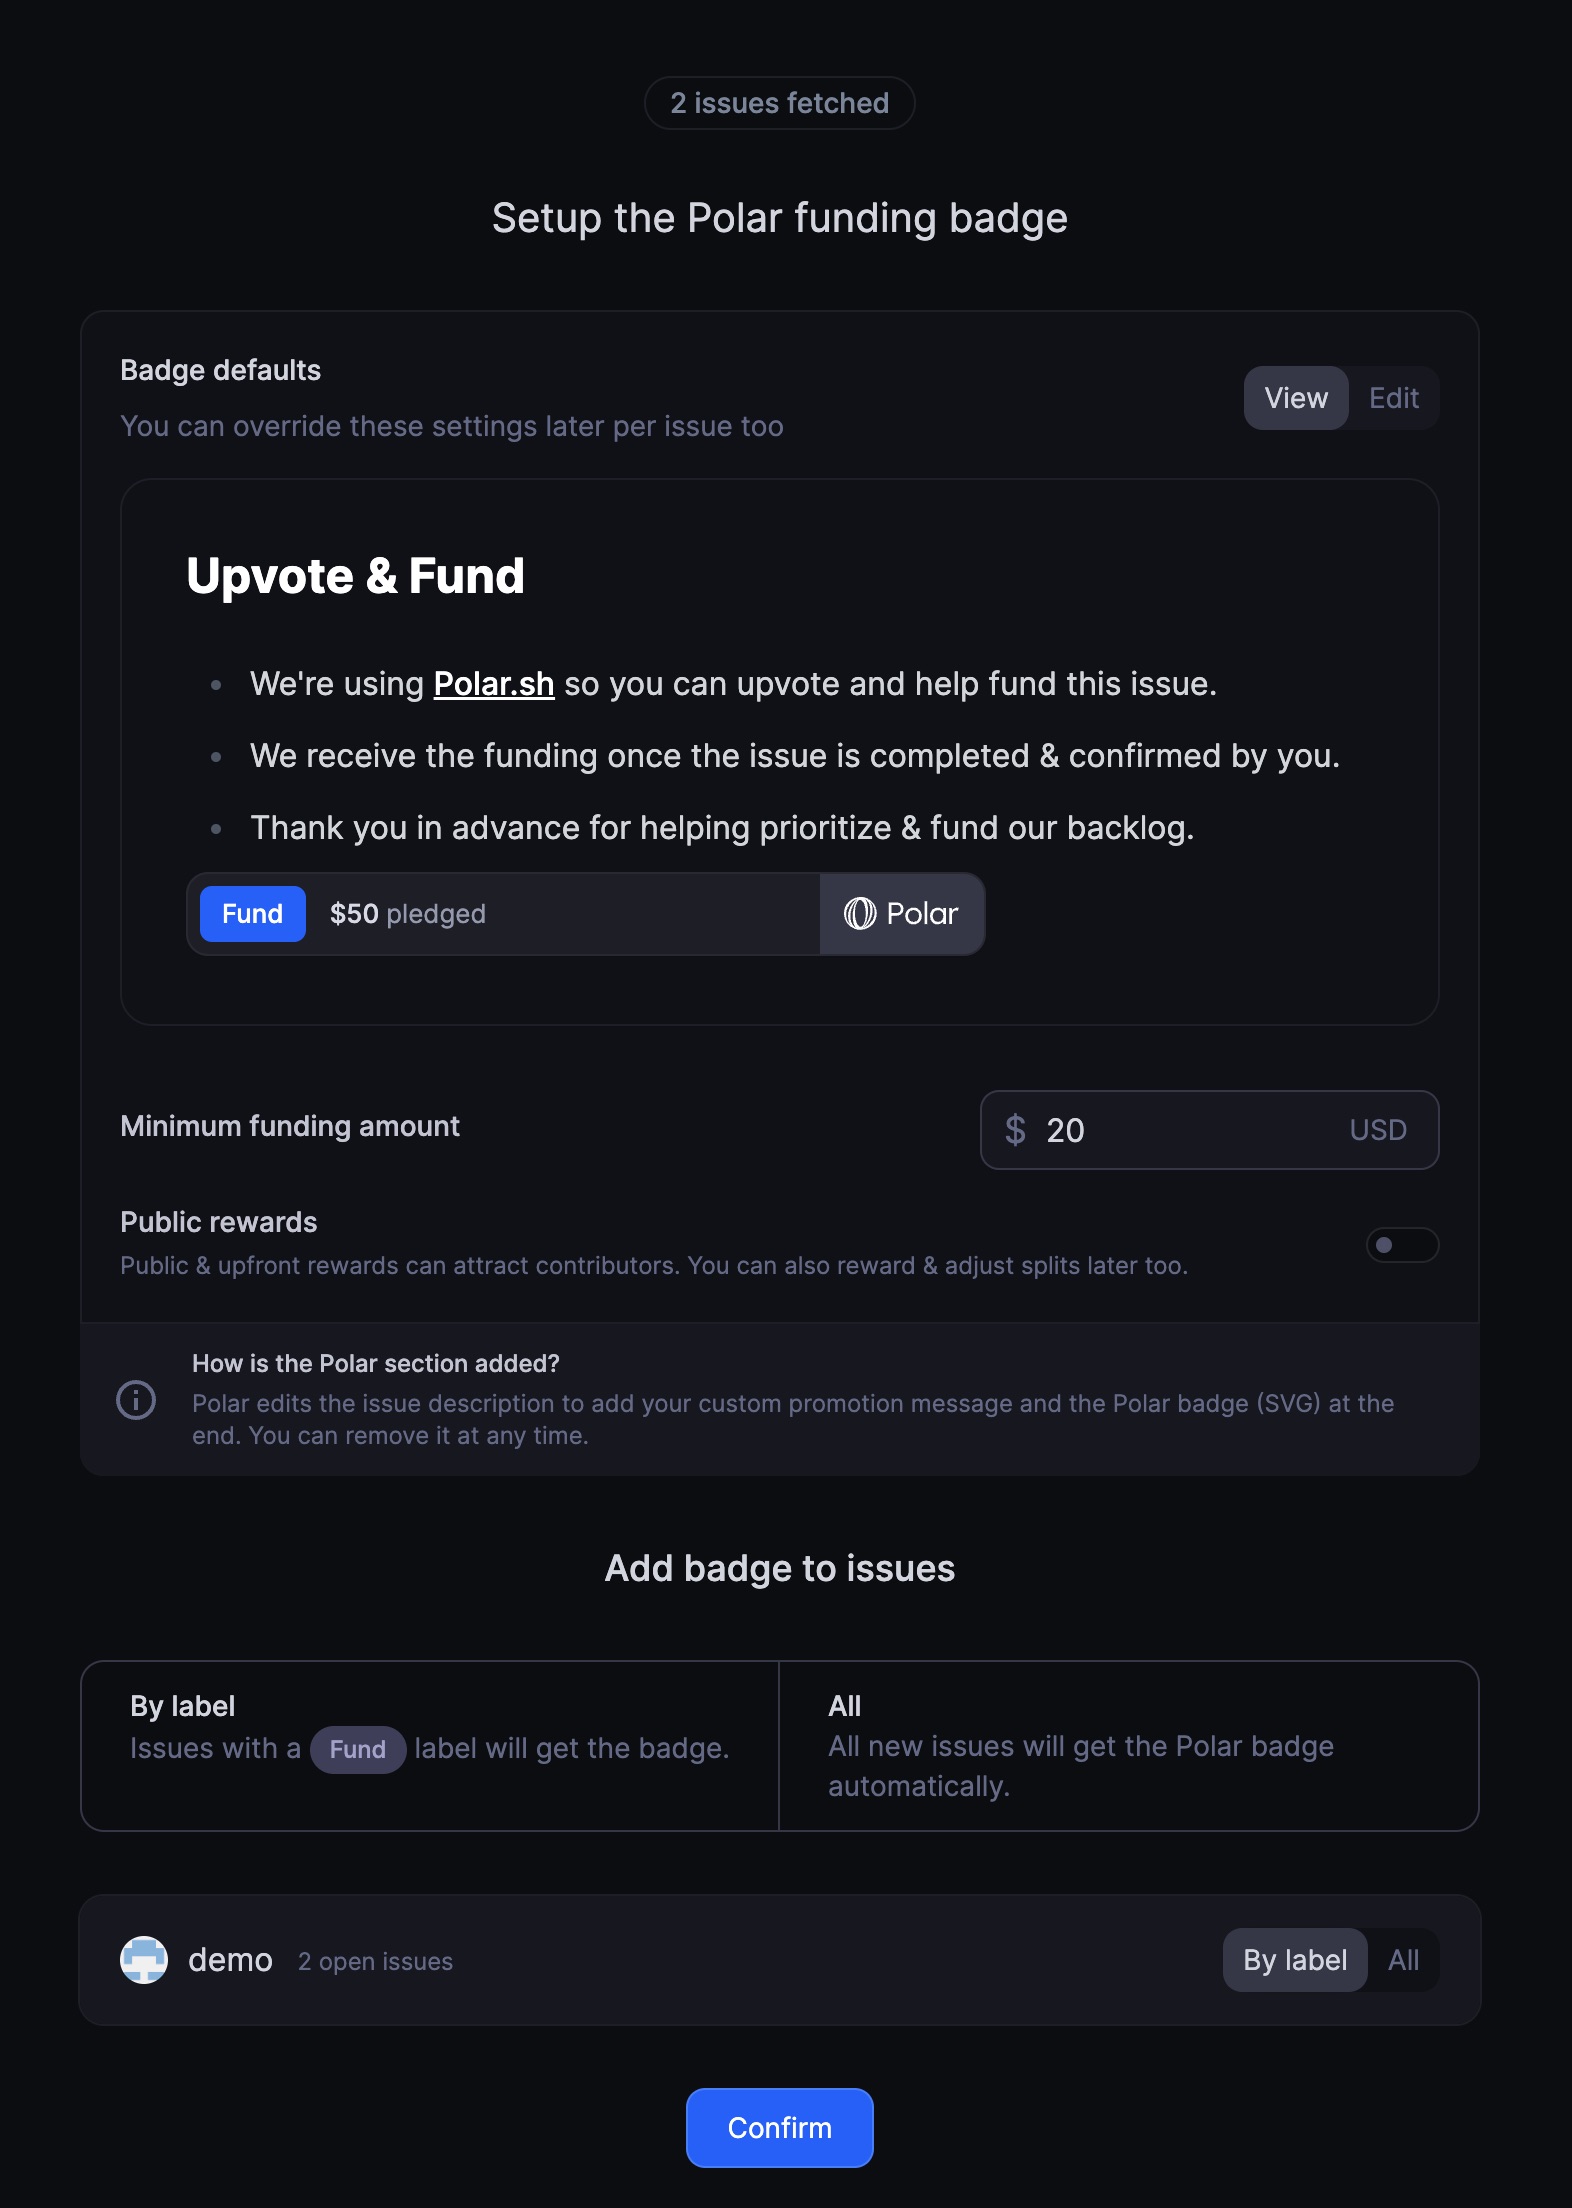 2 issues fetched
Setup the Polar funding badge
Badge defaults
You can override these settings later per issue too
View Edit
Upvote & Fund
We're using Polar.sh so you can upvote and help fund this issue.
We receive the funding once the issue is completed & confirmed by you.
Thank you in advance for helping prioritize & fund our backlog.
Fund $50 pledged Polar
Minimum funding amount
$ 20 USD
Public rewards
Public & upfront rewards can attract contributors. You can also reward & adjust splits later too.
How is the Polar section added?
Polar edits the issue description to add your custom promotion message and the Polar badge (SVG) at the
end. You can remove it at any time.
Add badge to issues
By label
Issues with a Fund label will get the badge.
All
All new issues will get the Polar badge
automatically.
demo 2 open issues
By label All
Confirm